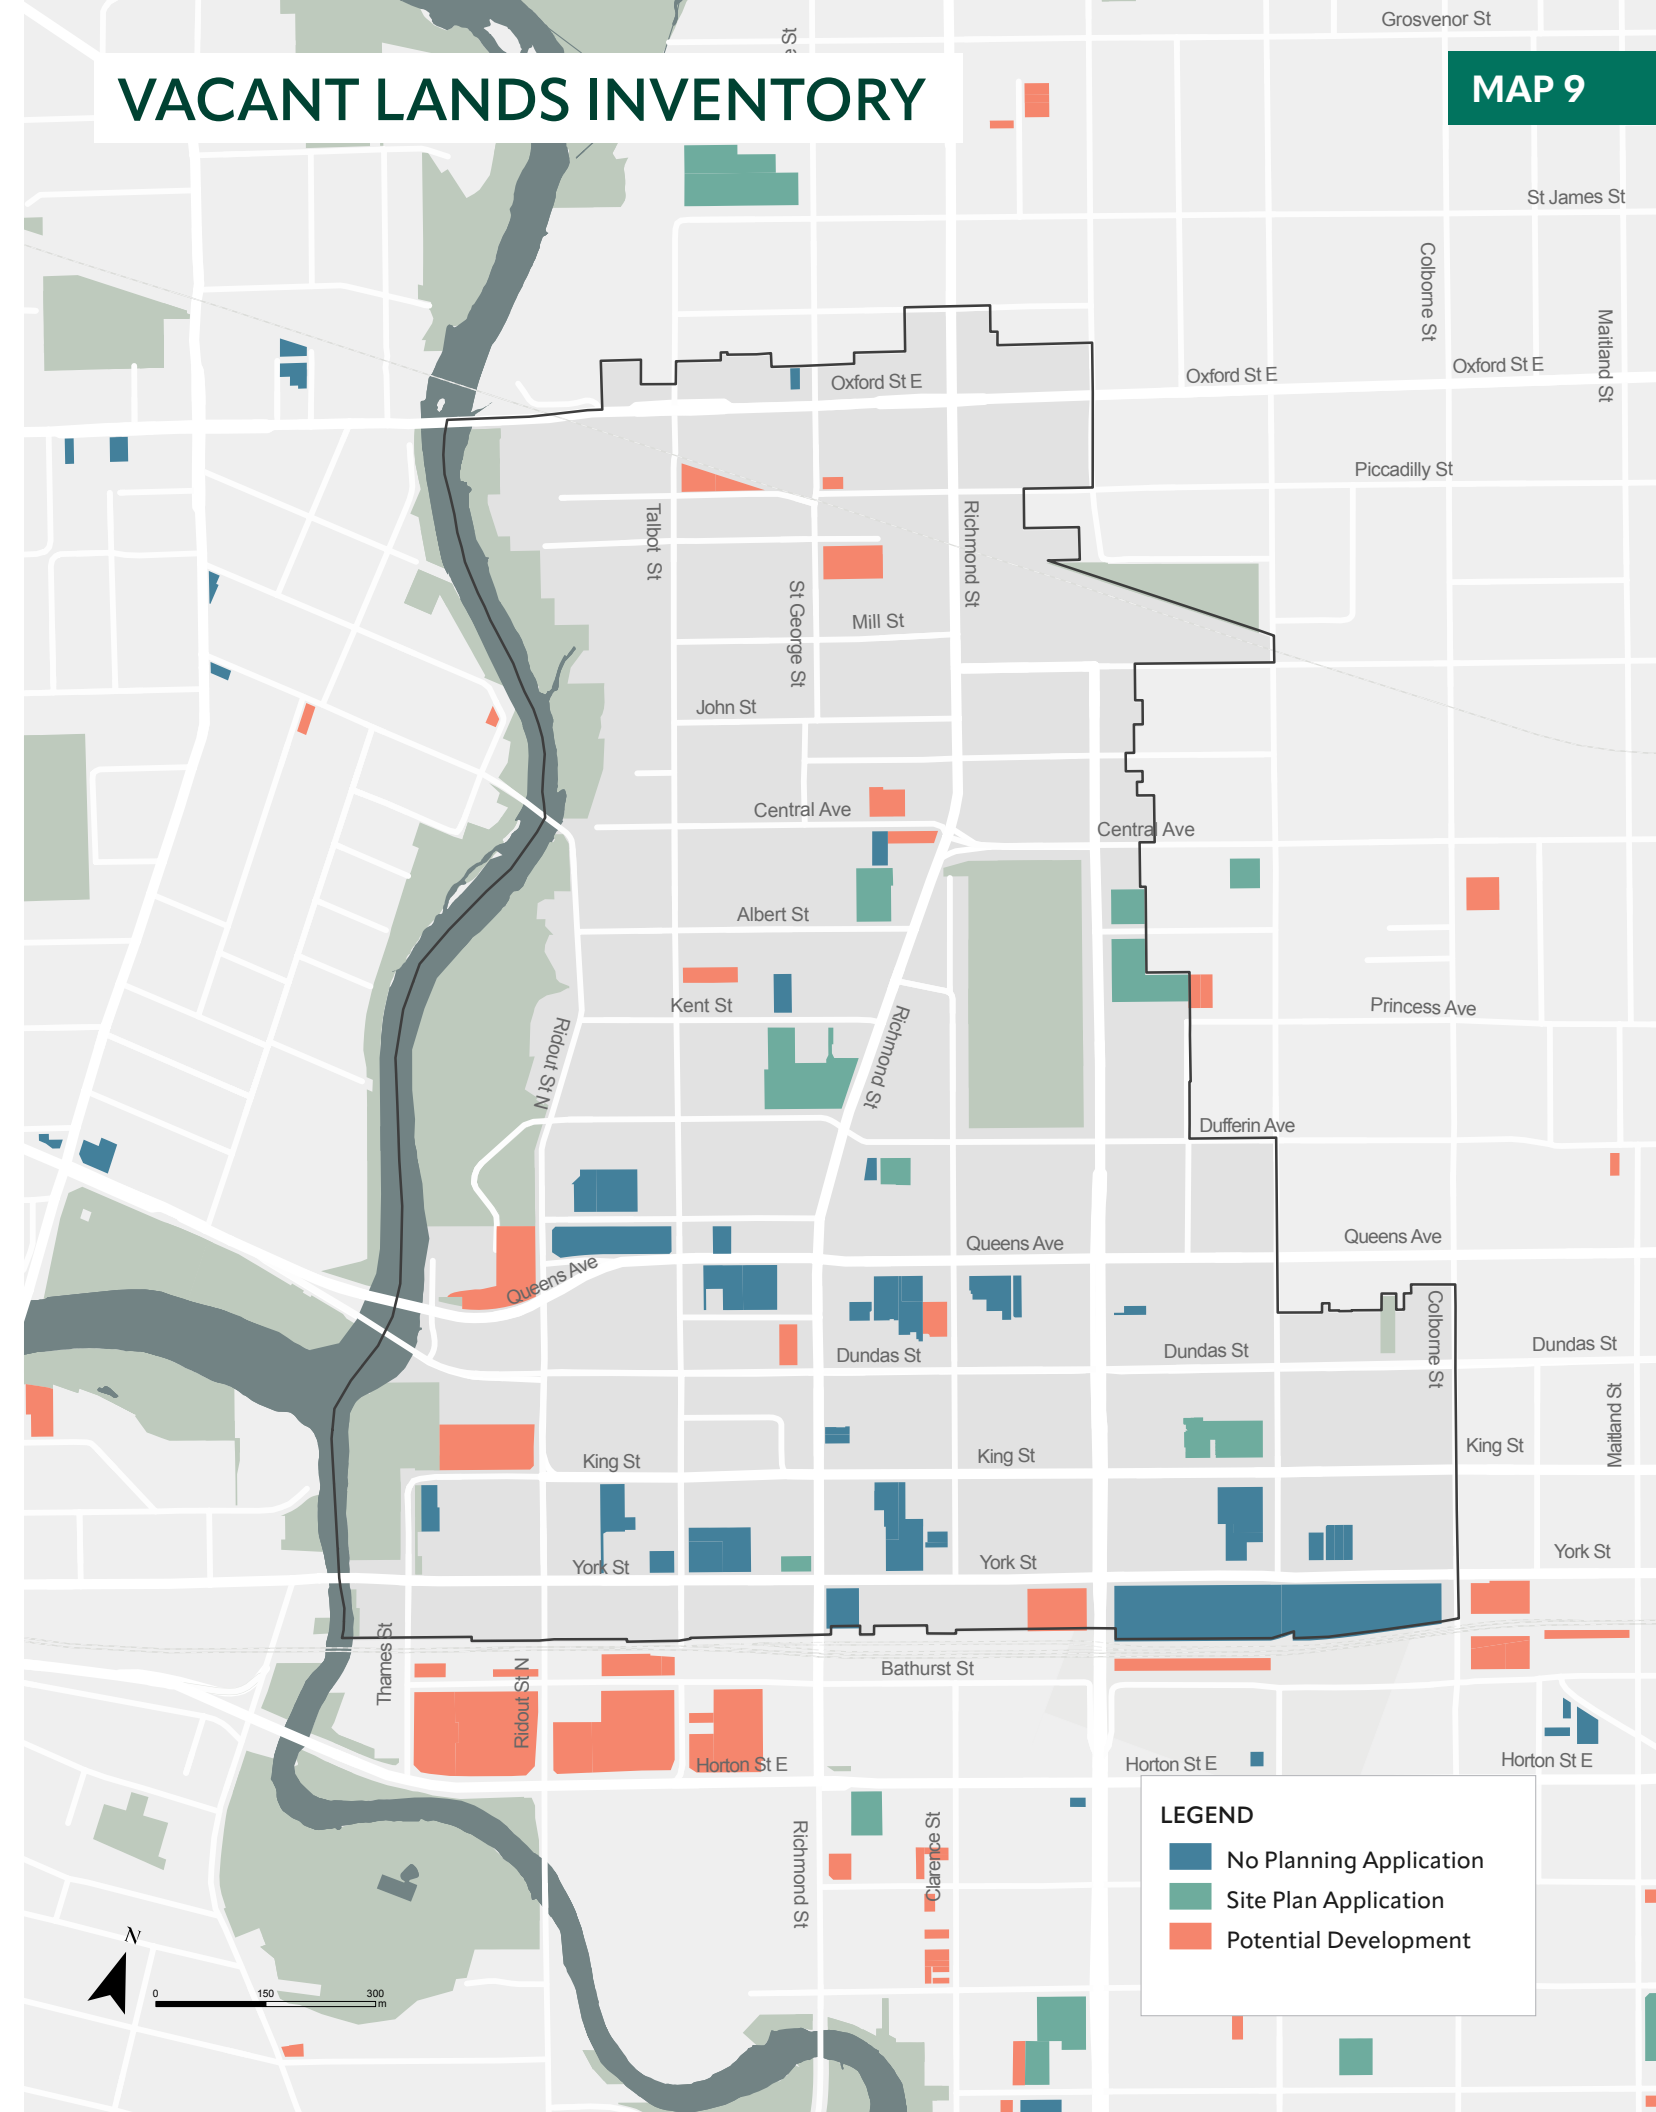 Grosvenor St
St
VACANT LANDS INVENTORY
MAP 9
St James St
Colborne St
Maitland St
Oxford St E
Oxford St E
Oxford St E
Piccadilly St
Talbot St
Richmond St
St George St
Mill St
John St
Central Ave
Central Ave
Albert St
Kent St
Princess Ave
Ridout St N
Richmond St
Dufferin Ave
Queens Ave
Queens Ave
Queens Ave
Colborne St
Dundas St
Dundas St
Dundas St
Maitland St
King St
King St
King St
York St
York St
York St
Thames St
Ridout St N
Bathurst St
Horton St E
Horton St E
Horton St E
Richmond St
Clarence St
LEGEND
No Planning Application
Site Plan Application
Potential Development
N
0 150 300
m